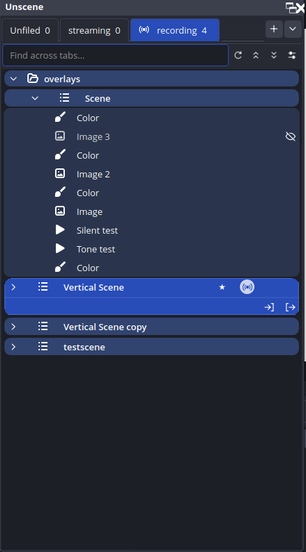 Unscene
Unfiled 0 streaming 0 recording 4
Find across tabs...
overlays
Scene
Color
Image 3
Color
Image 2
Color
Image
Silent test
Tone test
Color
Vertical Scene
Vertical Scene copy
testscene